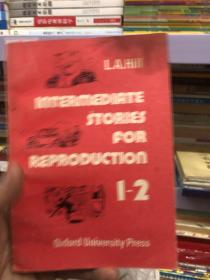 L.A.Hill
INTERMEDIATE
STORIES
FOR
REPRODUCTION
1-2
Oxford University Press